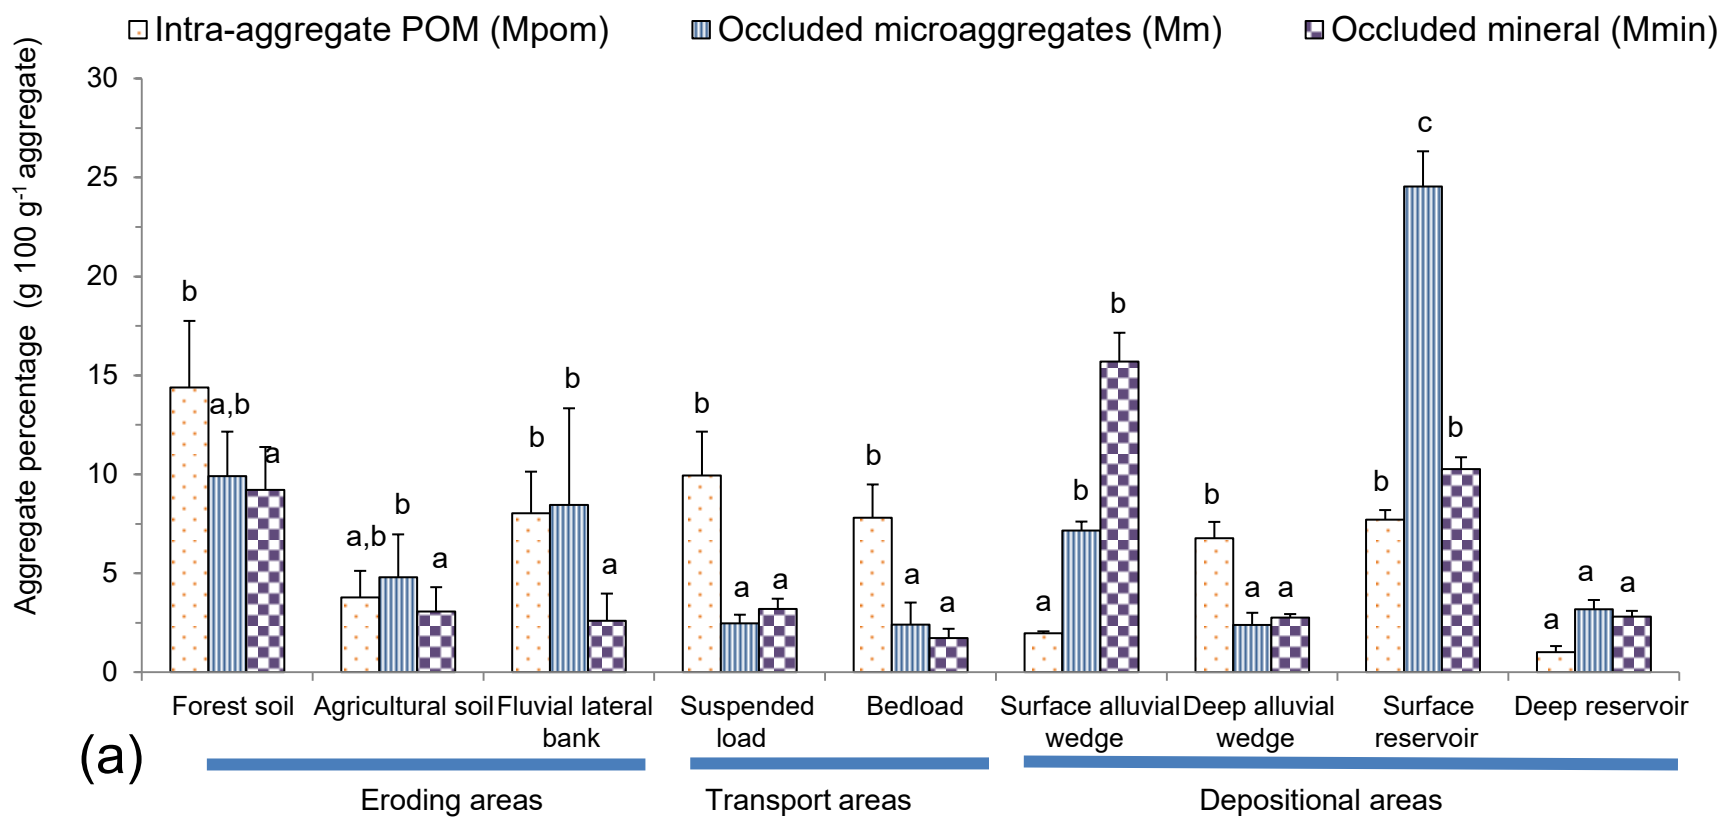 Intra-aggregate POM (Mpom) Occluded microaggregates (Mm) Occluded mineral (Mmin)
Aggregate percentage (g 100 g⁻¹ aggregate)
30
25
20
15
10
5
0
b a,b a
a,b b a
b b a
b a a
b a a
a b b
b a a
b c b
a a a
Forest soil Agricultural soil Fluvial lateral Suspended Bedload Surface alluvial Deep alluvial Surface Deep reservoir
bank load wedge wedge reservoir
(a)
Eroding areas Transport areas Depositional areas